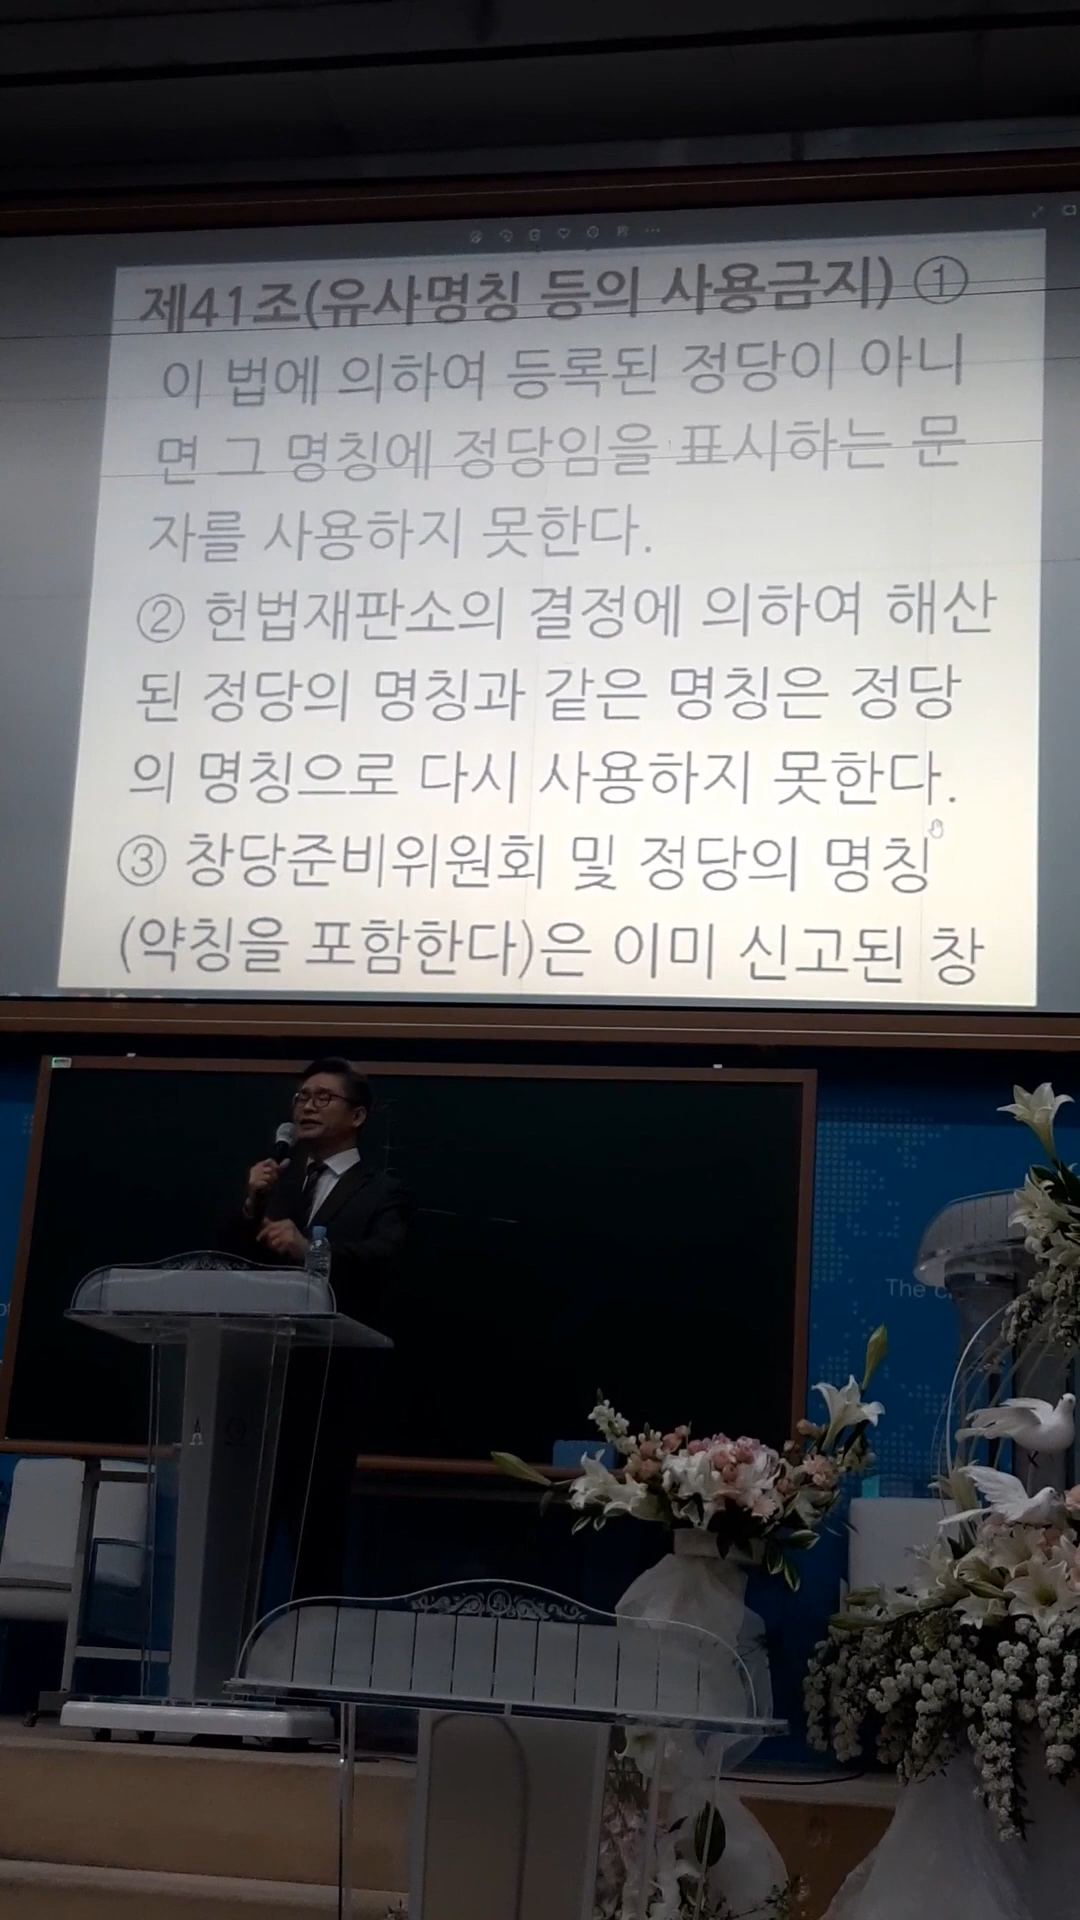 제41조(유사명칭 등의 사용금지) ①
이 법에 의하여 등록된 정당이 아니
면 그 명칭에 정당임을 표시하는 문
자를 사용하지 못한다.
② 헌법재판소의 결정에 의하여 해산
된 정당의 명칭과 같은 명칭은 정당
의 명칭으로 다시 사용하지 못한다.
③ 창당준비위원회 및 정당의 명칭
(약칭을 포함한다)은 이미 신고된 창
The